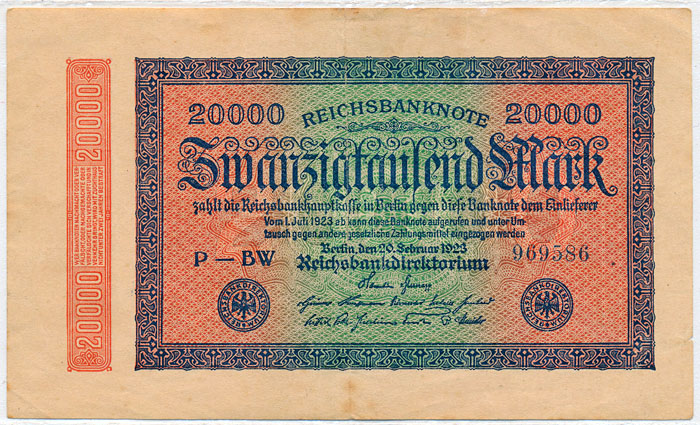 20000
REICHSBANKNOTE
20000
Zwanzigtausend Mark
zahlt die Reichsbankhauptkasse in Berlin gegen diese Banknote dem Einlieferer
Vom 1. Juli 1923 ab kann diese Banknote aufgerufen und unter Um-
tausch gegen andere gesetzliche Zahlungsmittel eingezogen werden
Berlin, den 20. Februar 1923
P – BW
Reichsbankdirektorium
969586
20000
20000